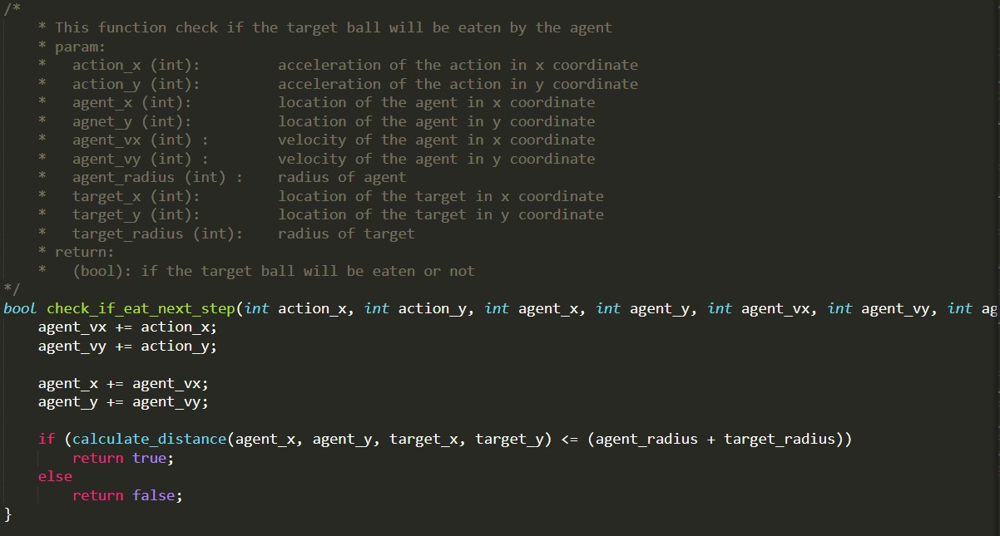 /*
    * This function check if the target ball will be eaten by the agent
    * param:
    *   action_x (int):         acceleration of the action in x coordinate
    *   action_y (int):         acceleration of the action in y coordinate
    *   agent_x (int):          location of the agent in x coordinate
    *   agnet_y (int):          location of the agent in y coordinate
    *   agent_vx (int) :        velocity of the agent in x coordinate
    *   agent_vy (int) :        velocity of the agent in y coordinate
    *   agent_radius (int) :    radius of agent
    *   target_x (int):         location of the target in x coordinate
    *   target_y (int):         location of the target in y coordinate
    *   target_radius (int):    radius of target
    * return:
    *   (bool): if the target ball will be eaten or not
*/
bool check_if_eat_next_step(int action_x, int action_y, int agent_x, int agent_y, int agent_vx, int agent_vy, int ag
    agent_vx += action_x;
    agent_vy += action_y;

    agent_x += agent_vx;
    agent_y += agent_vy;

    if (calculate_distance(agent_x, agent_y, target_x, target_y) <= (agent_radius + target_radius))
        return true;
    else
        return false;
}